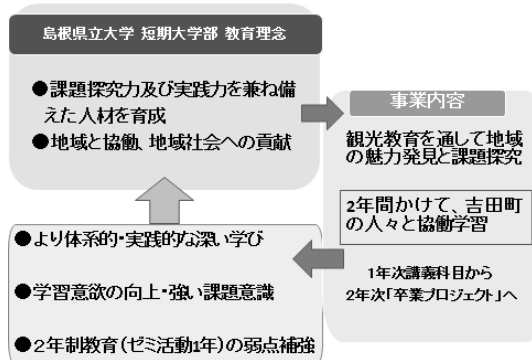 島根県立大学 短期大学部 教育理念
●課題探究力及び実践力を兼ね備
えた人材を育成
●地域と協働、地域社会への貢献
事業内容
観光教育を通して地域
の魅力発見と課題探究
2年間かけて、吉田町
の人々と協働学習
1年次講義科目から
2年次「卒業プロジェクト」へ
●より体系的・実践的な深い学び
●学習意欲の向上・強い課題意識
●2年制教育（ゼミ活動1年）の弱点補強